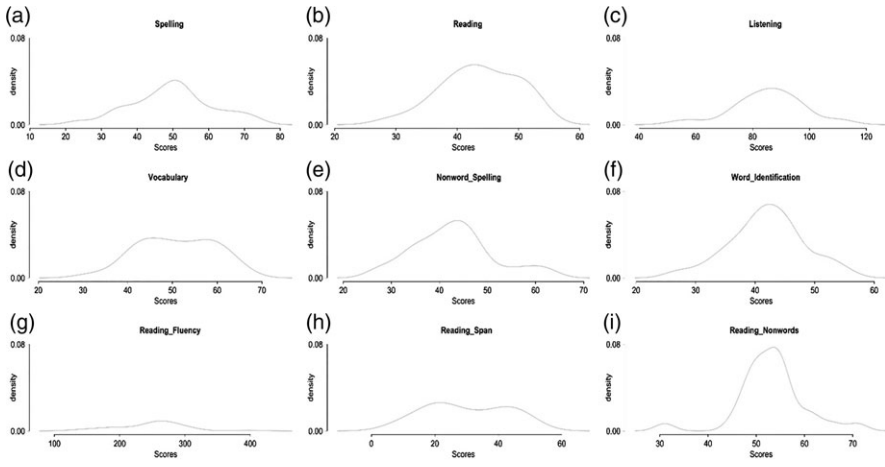 (a)
Spelling
0.08
density
0.00
10 20 30 40 50 60 70 80
Scores
(b)
Reading
0.08
density
0.00
20 30 40 50 60
Scores
(c)
Listening
0.08
density
0.00
40 60 80 100 120
Scores
(d)
Vocabulary
0.08
density
0.00
20 30 40 50 60 70
Scores
(e)
Nonword_Spelling
0.08
density
0.00
20 30 40 50 60 70
Scores
(f)
Word_Identification
0.08
density
0.00
20 30 40 50 60
Scores
(g)
Reading_Fluency
0.08
density
0.00
100 200 300 400
Scores
(h)
Reading_Span
0.08
density
0.00
0 20 40 60
Scores
(i)
Reading_Nonwords
0.08
density
0.00
30 40 50 60 70
Scores